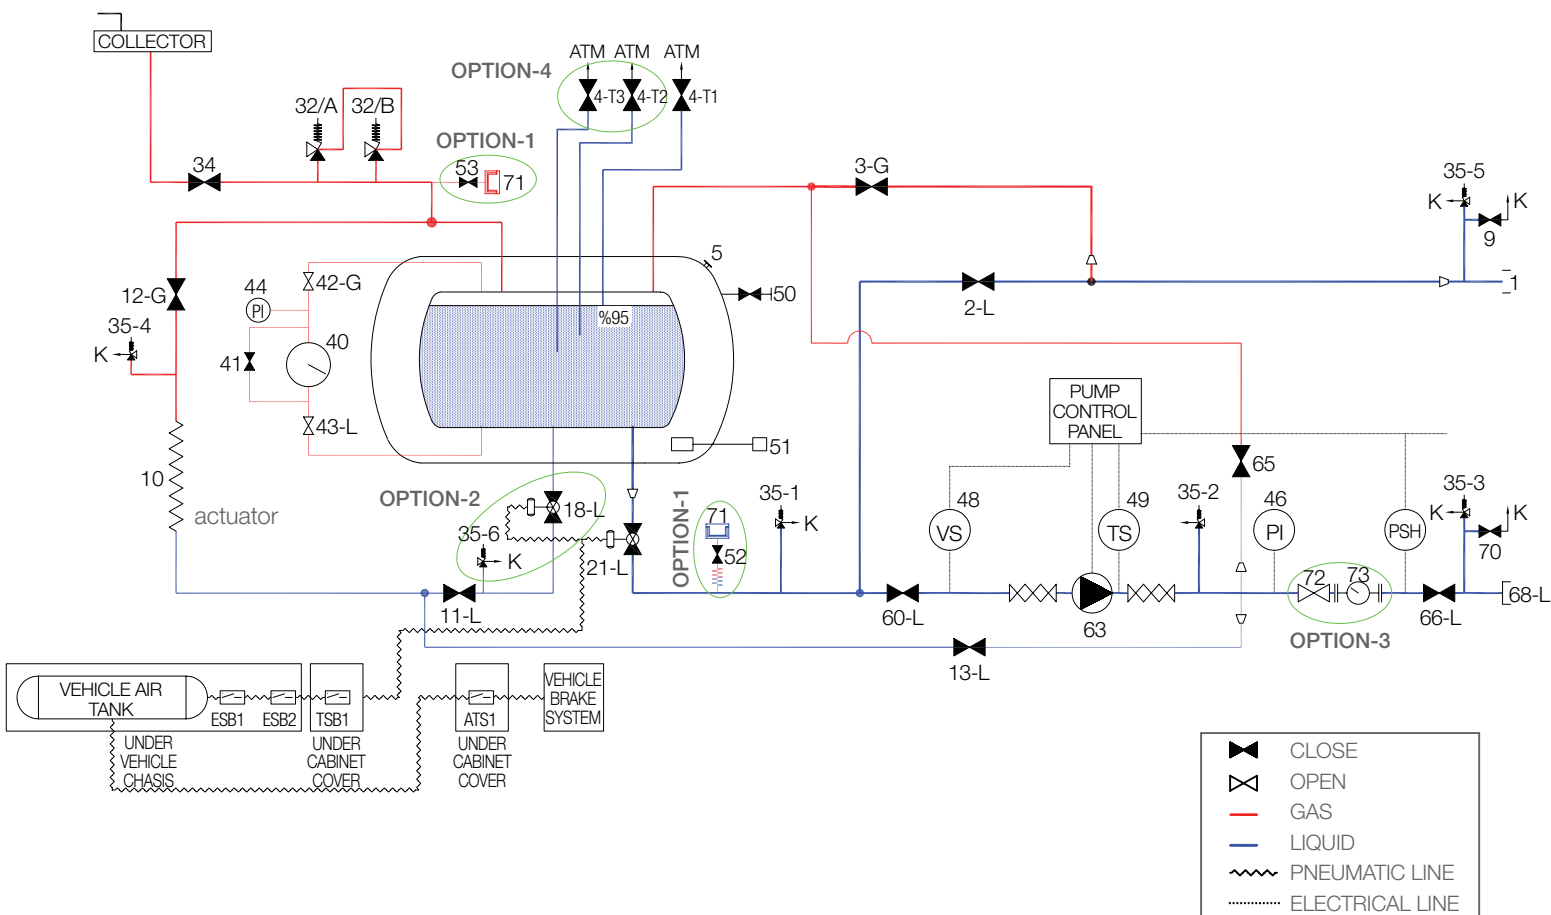 COLLECTOR
ATM ATM ATM
OPTION-4
4-T3 4-T2 4-T1
32/A 32/B
OPTION-1
34
53
71
3-G
35-5
K
K
9
5
12-G
44
PI
42-G
50
2-L
1
%95
35-4
K
41
40
43-L
PUMP
CONTROL
PANEL
51
10
65
actuator
OPTION-2
18-L
35-6
K
21-L
OPTION-1
71
52
35-1
K
48
VS
49
TS
35-2
46
PI
PSH
35-3
K
K
70
72
73
68-L
11-L
60-L
63
66-L
OPTION-3
13-L
VEHICLE AIR
TANK
ESB1
ESB2
TSB1
ATS1
VEHICLE
BRAKE
SYSTEM
UNDER
VEHICLE
CHASIS
UNDER
CABINET
COVER
UNDER
CABINET
COVER
CLOSE
OPEN
GAS
LIQUID
PNEUMATIC LINE
ELECTRICAL LINE